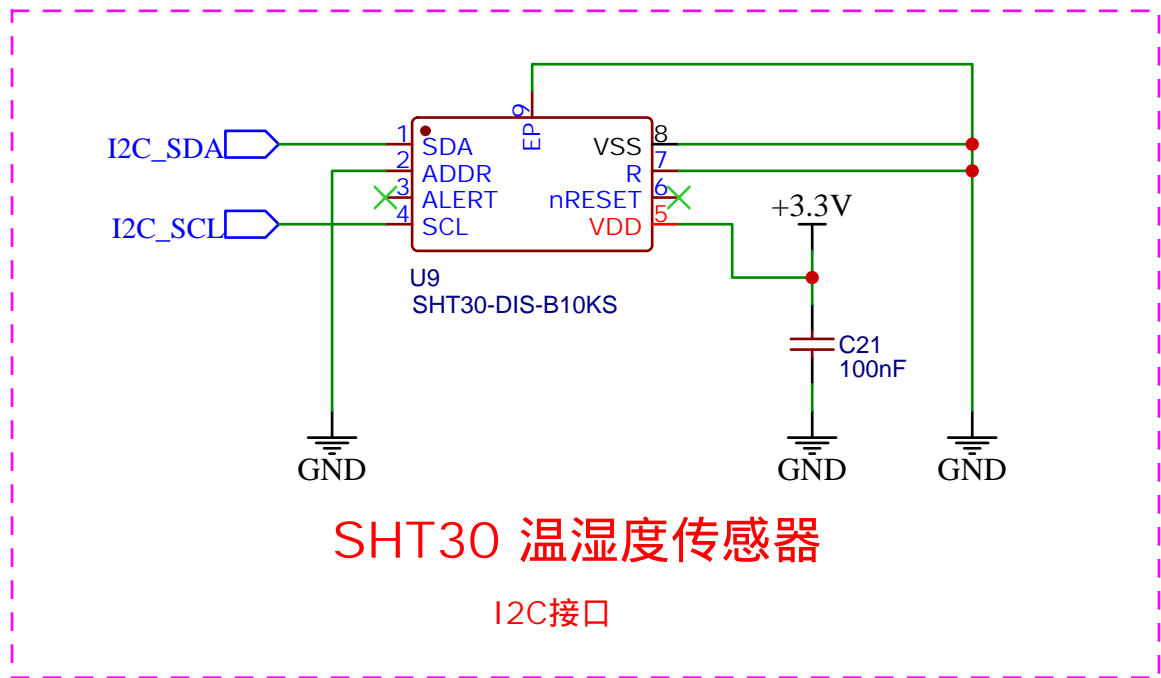 9
EP
I2C_SDA
1
SDA
VSS
8
2
ADDR
R
7
3
ALERT
nRESET
6
I2C_SCL
4
SCL
VDD
5
+3.3V
U9
SHT30-DIS-B10KS
C21
100nF
GND
GND
GND
SHT30 温湿度传感器
I2C接口